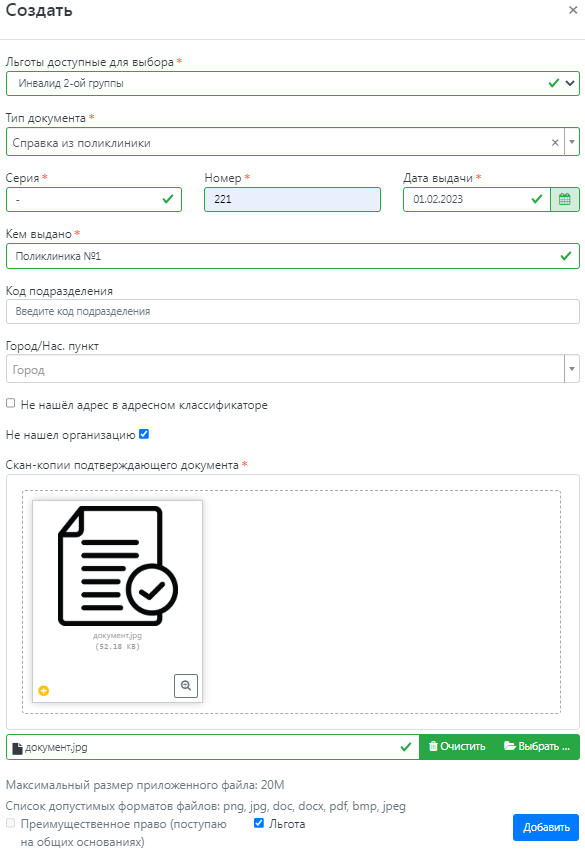 Создать
Льготы доступные для выбора *
Инвалид 2-ой группы
Тип документа *
Справка из поликлиники
Серия * Номер * Дата выдачи *
- 221 01.02.2023
Кем выдано *
Поликлиника №1
Код подразделения
Введите код подразделения
Город/Нас. пункт
Город
Не нашёл адрес в адресном классификаторе
Не нашел организацию
Скан-копии подтверждающего документа *
документ.jpg
(52.18 KB)
документ.jpg Очистить Выбрать ...
Максимальный размер приложенного файла: 20M
Список допустимых форматов файлов: png, jpg, doc, docx, pdf, bmp, jpeg
Преимущественное право (поступаю Льгота
на общих основаниях)
Добавить